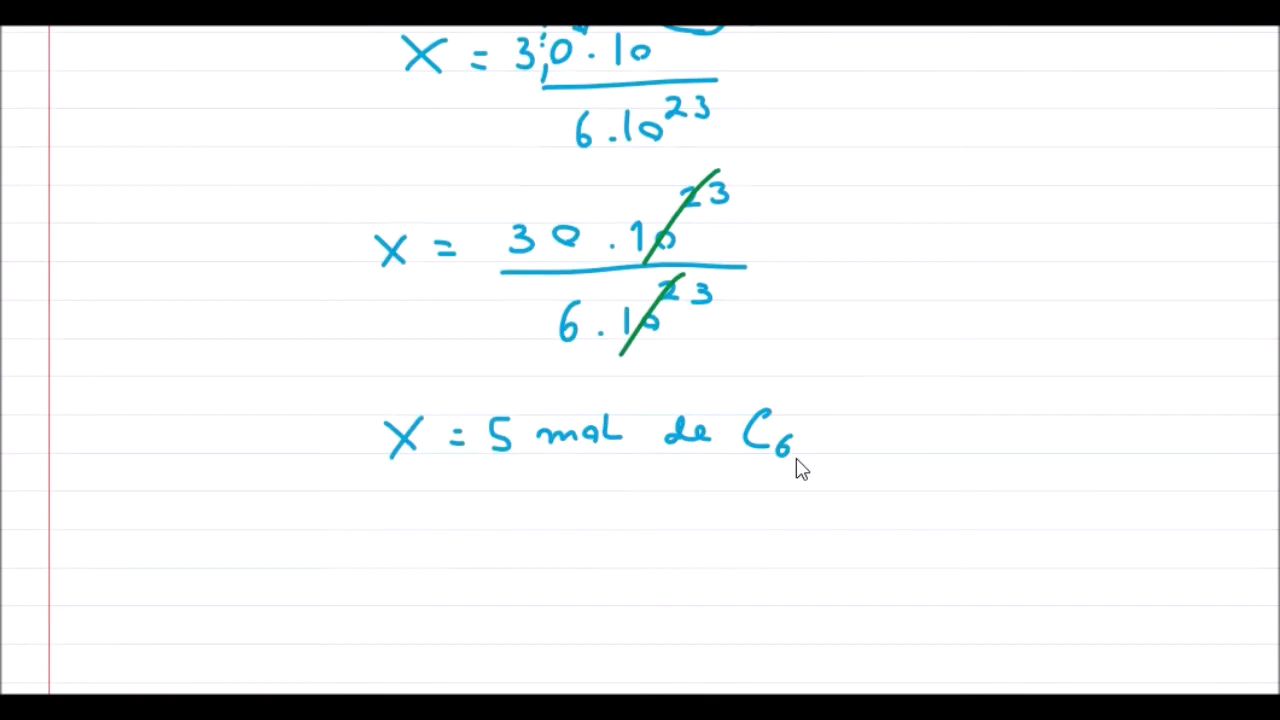 X = 3,0 . 10
6 . 10²³
X = 30 . 10²³
6 . 10²³
X = 5 mol de C₆